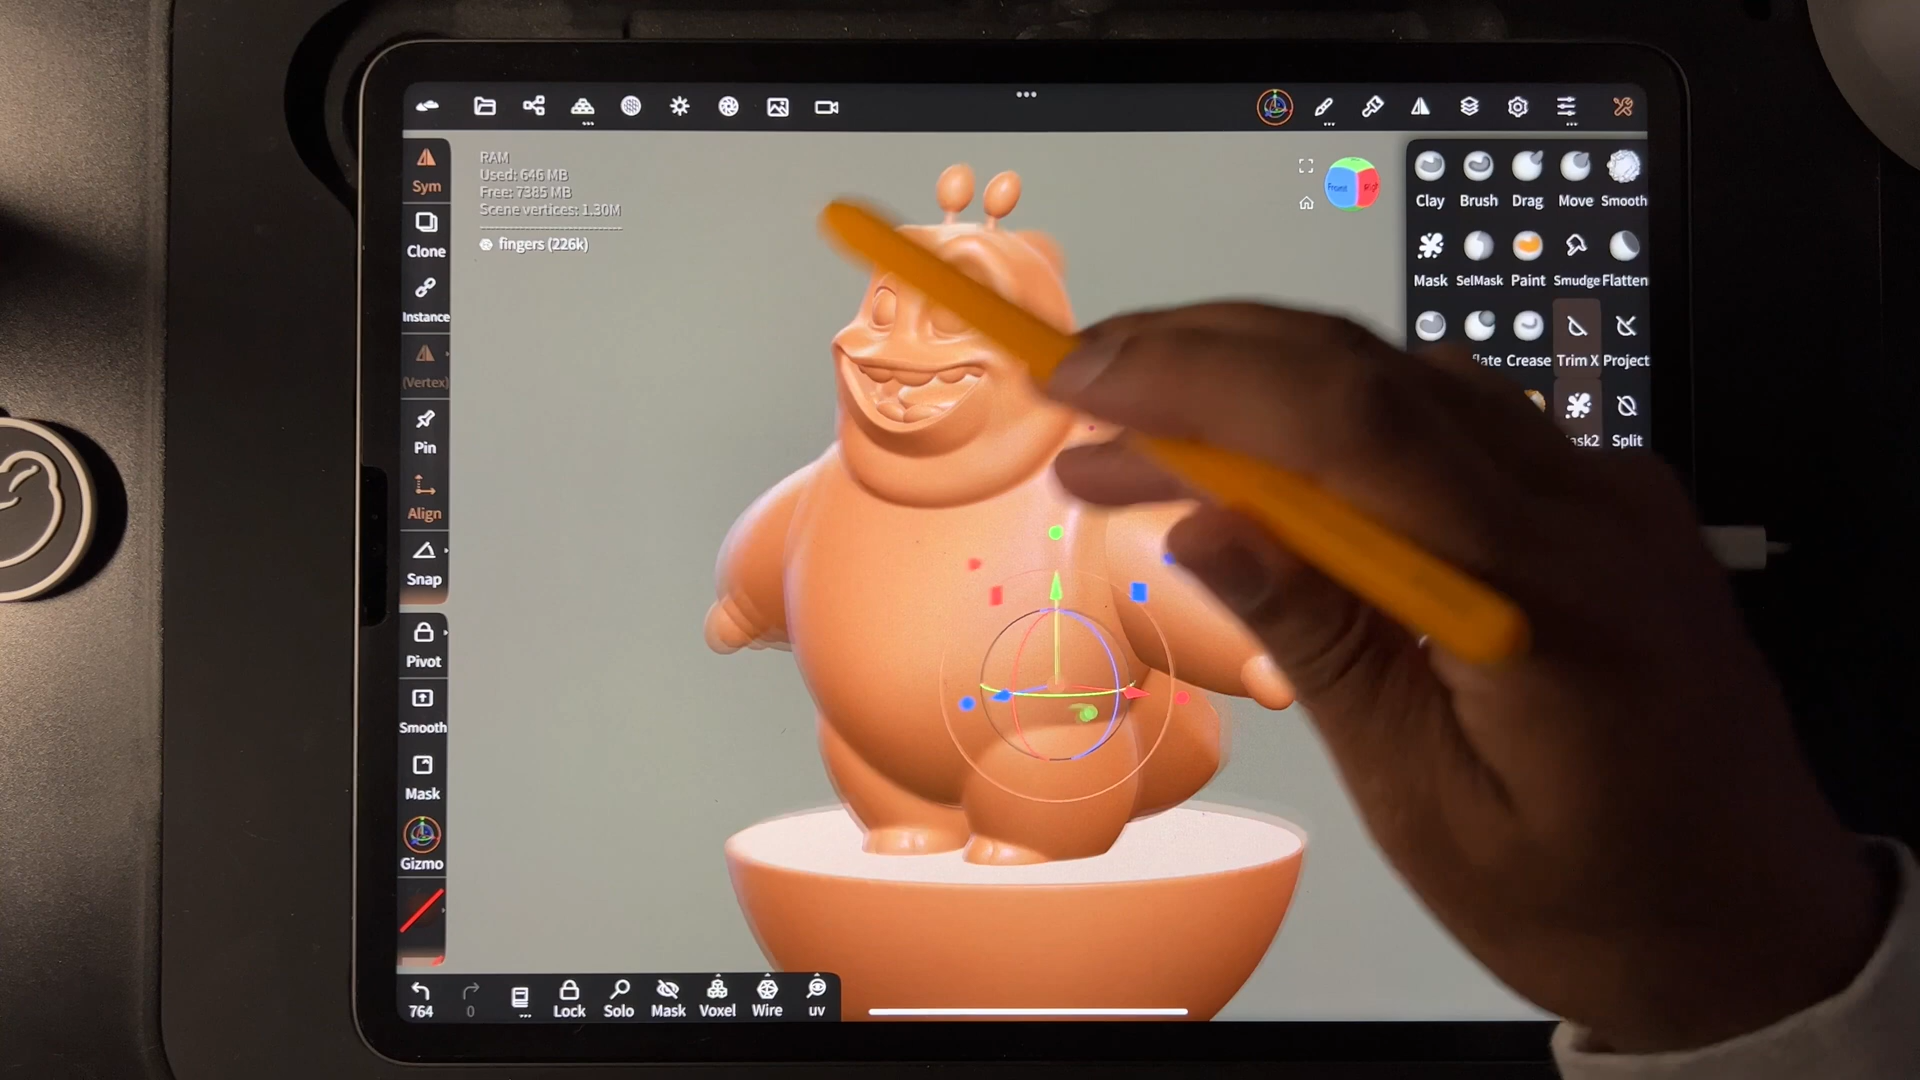 RAM
Used: 646 MB
Free: 7385 MB
Scene vertices: 1.30M
fingers (226k)
Sym
Clone
Instance
(Vertex)
Pin
Align
Snap
Pivot
Smooth
Mask
Gizmo
Front
Clay Brush Drag Move Smooth
Mask SelMask Paint Smudge Flatten
Crease Trim X Project
Split
764 0 ... Lock Solo Mask Voxel Wire uv